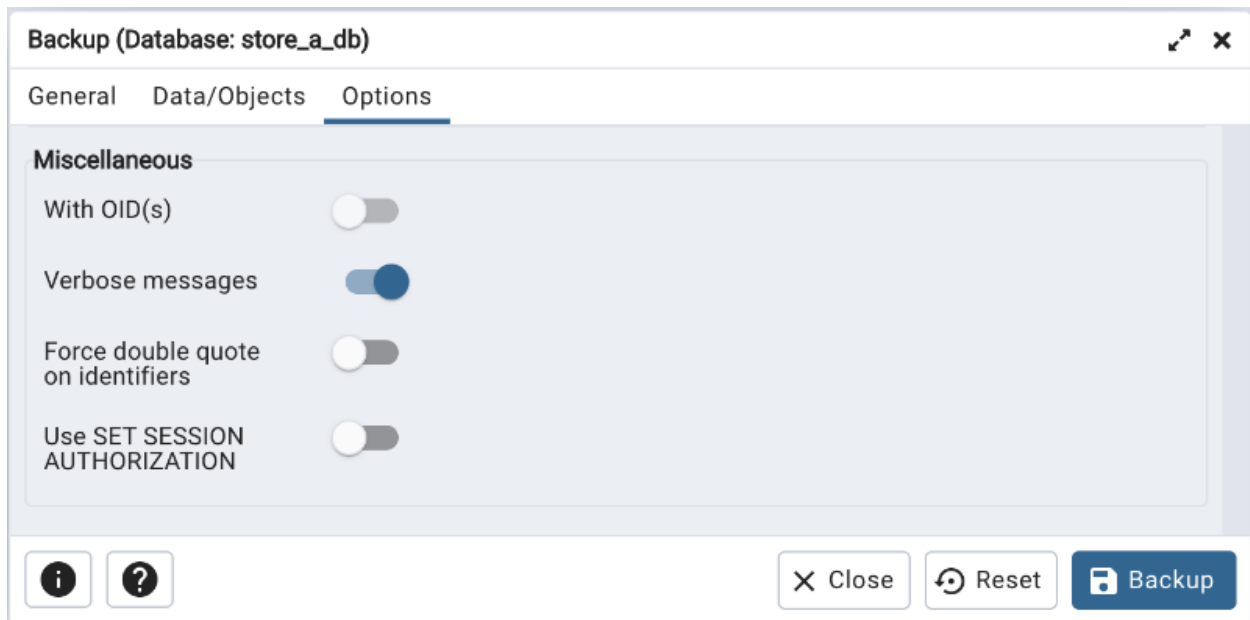 Backup (Database: store_a_db)
General Data/Objects Options
Miscellaneous
With OID(s)
Verbose messages
Force double quote
on identifiers
Use SET SESSION
AUTHORIZATION
Close Reset Backup